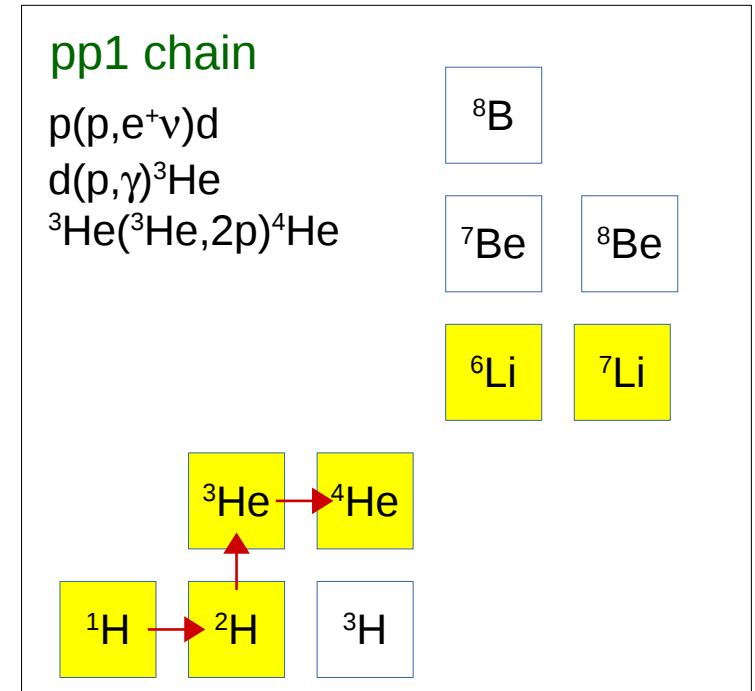 pp1 chain
p(p,e⁺ν)d
d(p,γ)³He
³He(³He,2p)⁴He
⁸B
⁷Be ⁸Be
⁶Li ⁷Li
³He ⁴He
¹H ²H ³H